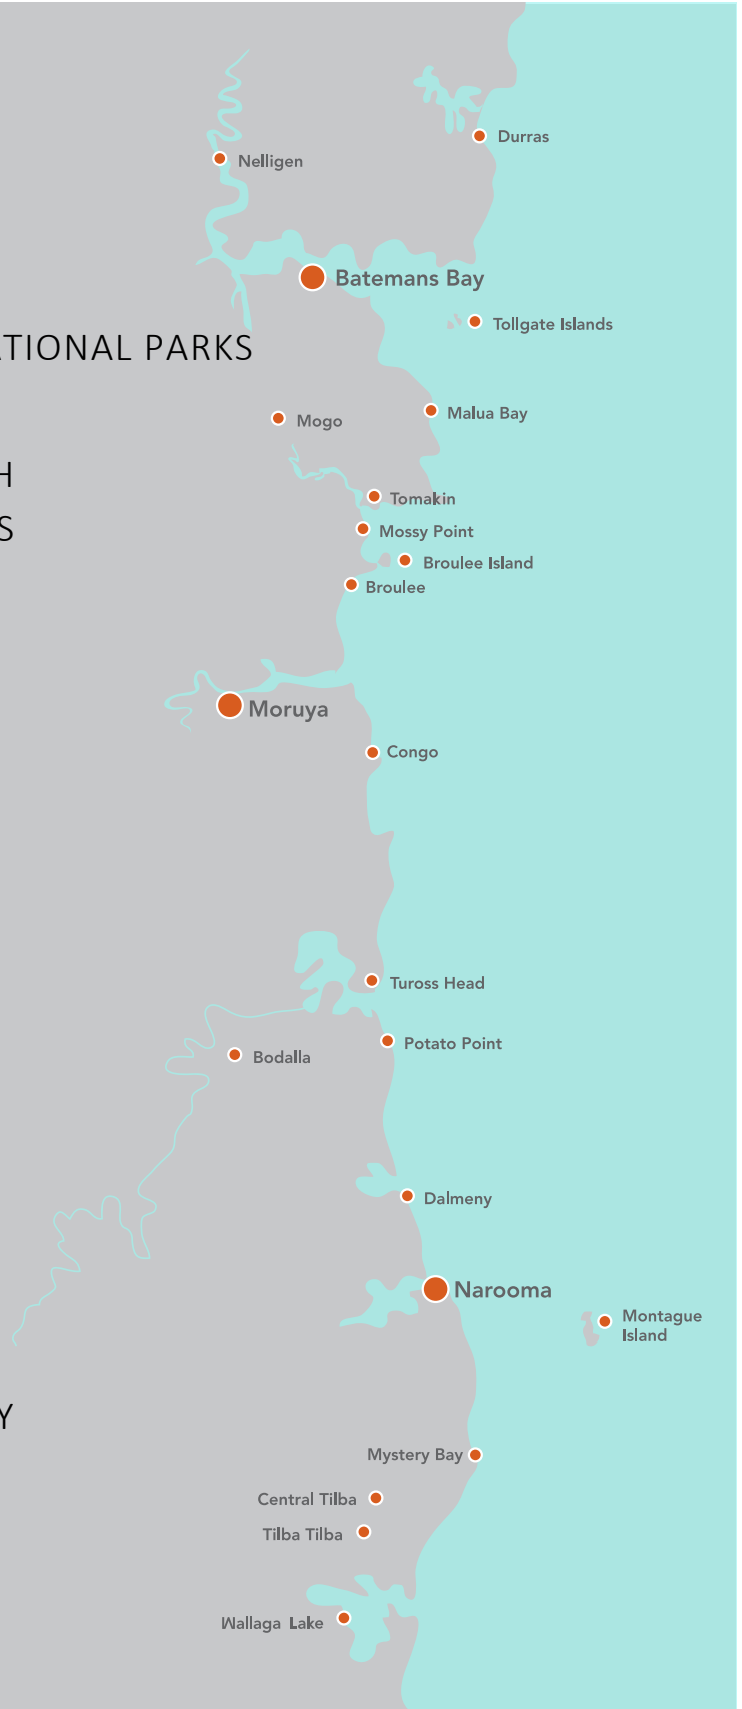 Durras
Nelligen
Batemans Bay
Tollgate Islands
ATIONAL PARKS
Malua Bay
Mogo
H
Tomakin
S
Mossy Point
Broulee Island
Broulee
Moruya
Congo
Tuross Head
Potato Point
Bodalla
Dalmeny
Narooma
Montague
Island
Y
Mystery Bay
Central Tilba
Tilba Tilba
Wallaga Lake